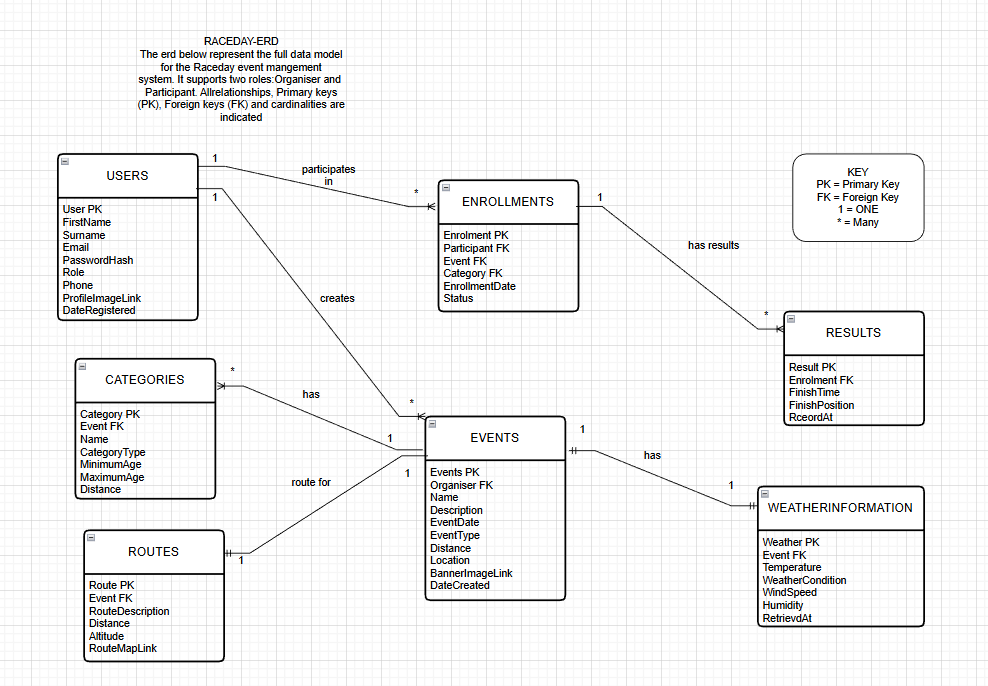 RACEDAY-ERD
The erd below represent the full data model
for the Raceday event mangement
system. It supports two roles:Organiser and
Participant. Allrelationships, Primary keys
(PK), Foreign keys (FK) and cardinalities are
indicated
USERS
User PK
FirstName
Surname
Email
PasswordHash
Role
Phone
ProfileImageLink
DateRegistered
1
1
participates
in
*
creates
*
ENROLLMENTS
Enrolment PK
Participant FK
Event FK
Category FK
EnrollmentDate
Status
1
has results
*
KEY
PK = Primary Key
FK = Foreign Key
1 = ONE
* = Many
RESULTS
Result PK
Enrolment FK
FinishTime
FinishPosition
RceordAt
CATEGORIES
Category PK
Event FK
Name
CategoryType
MinimumAge
MaximumAge
Distance
*
has
1
EVENTS
Events PK
Organiser FK
Name
Description
EventDate
EventType
Distance
Location
BannerImageLink
DateCreated
1
has
1
1
route for
1
ROUTES
Route PK
Event FK
RouteDescription
Distance
Altitude
RouteMapLink
WEATHERINFORMATION
Weather PK
Event FK
Temperature
WeatherCondition
WindSpeed
Humidity
RetrievdAt